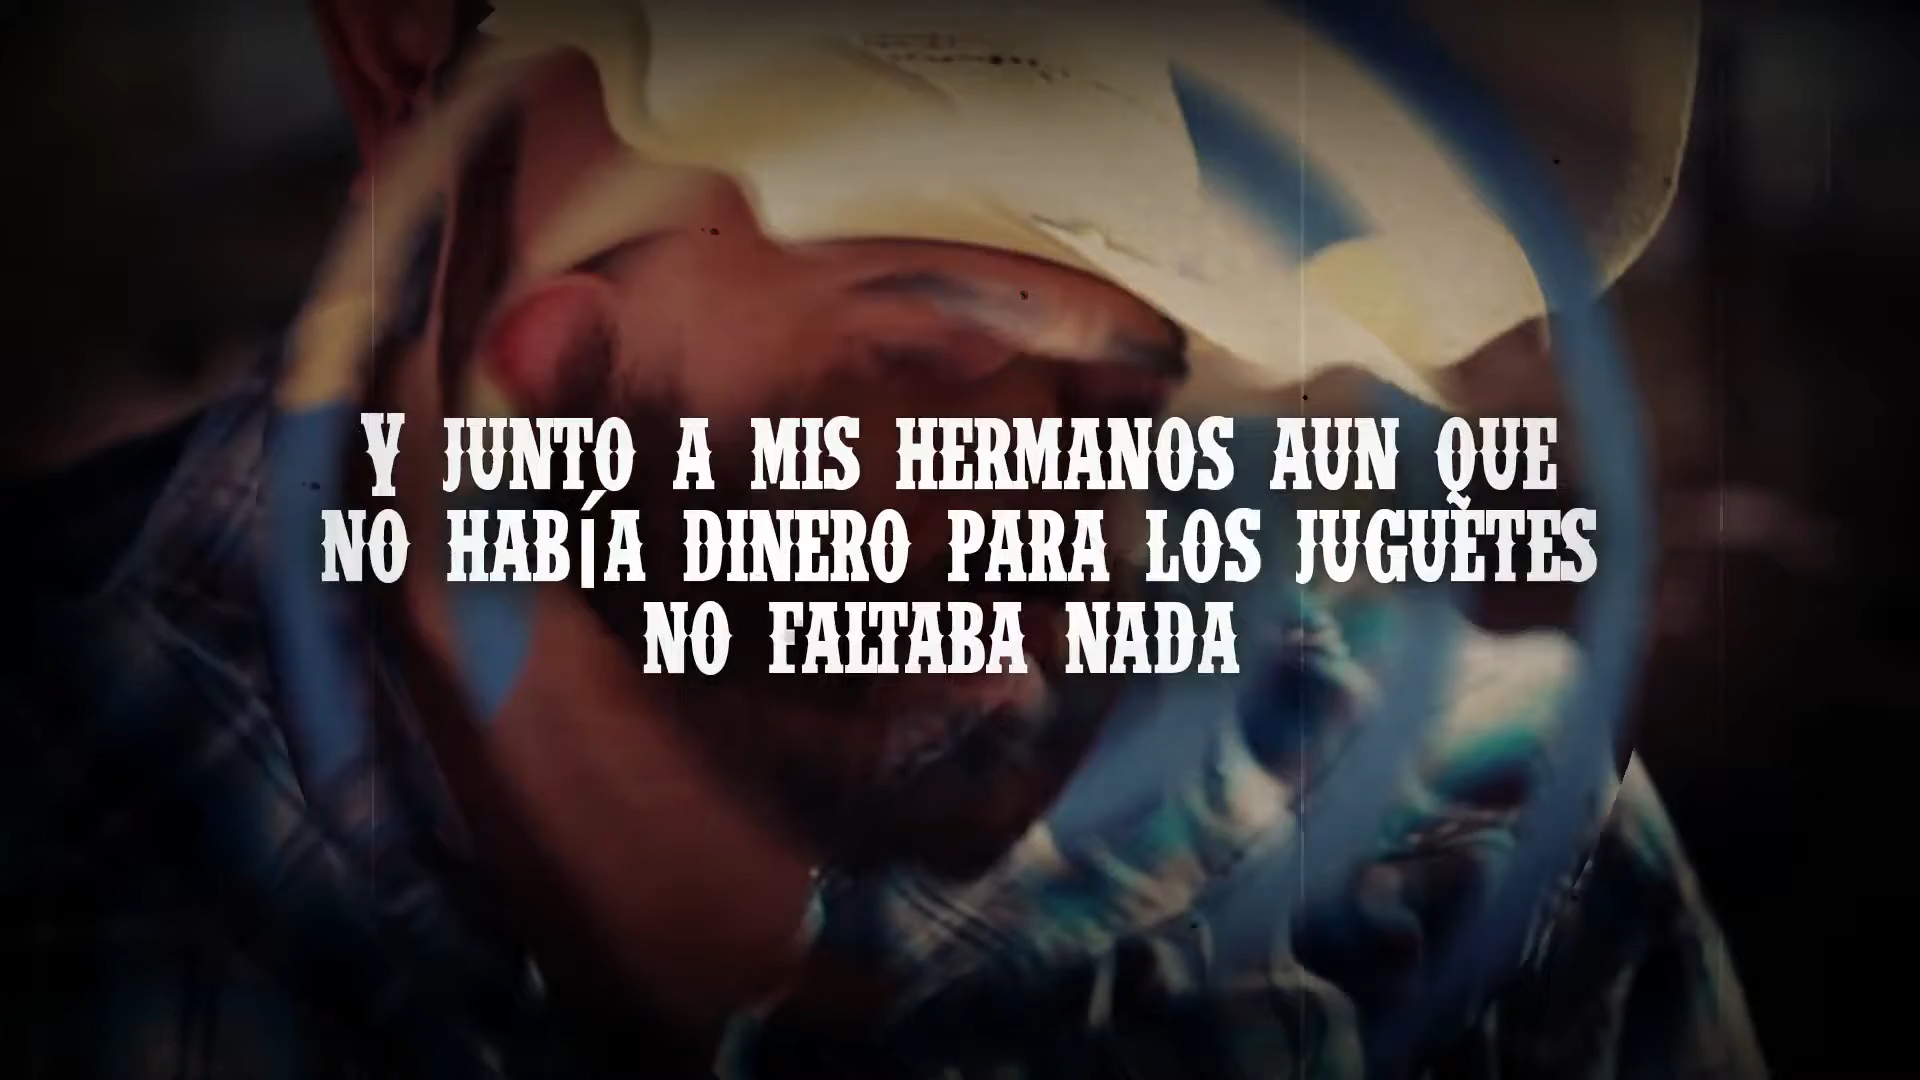 Y JUNTO A MIS HERMANOS AUN QUE
NO HABÍA DINERO PARA LOS JUGUETES
NO FALTABA NADA